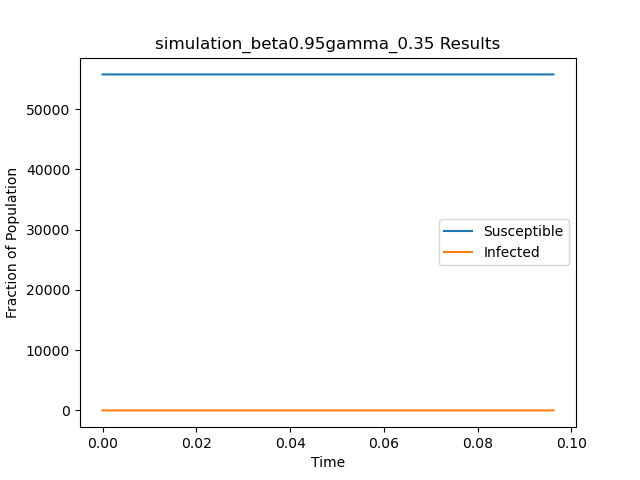 simulation_beta0.95gamma_0.35 Results
Fraction of Population
50000
40000
30000
20000
10000
0
Susceptible
Infected
0.00 0.02 0.04 0.06 0.08 0.10
Time